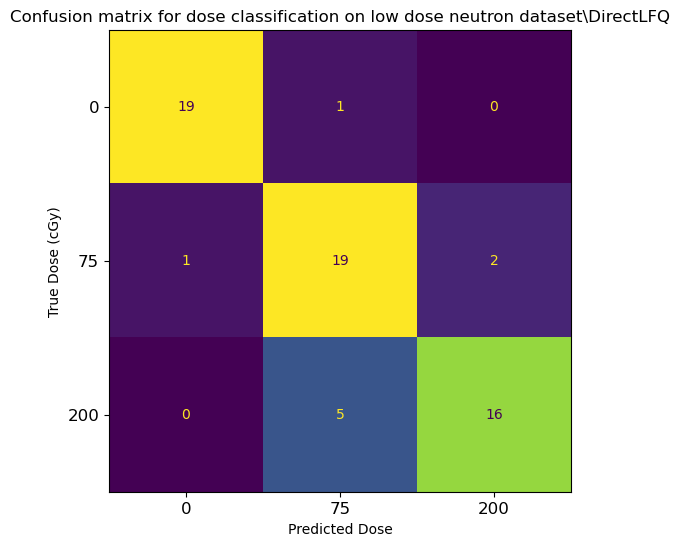 Confusion matrix for dose classification on low dose neutron dataset\DirectLFQ
True Dose (cGy)
0 19 1 0
75 1 19 2
200 0 5 16
0 75 200
Predicted Dose